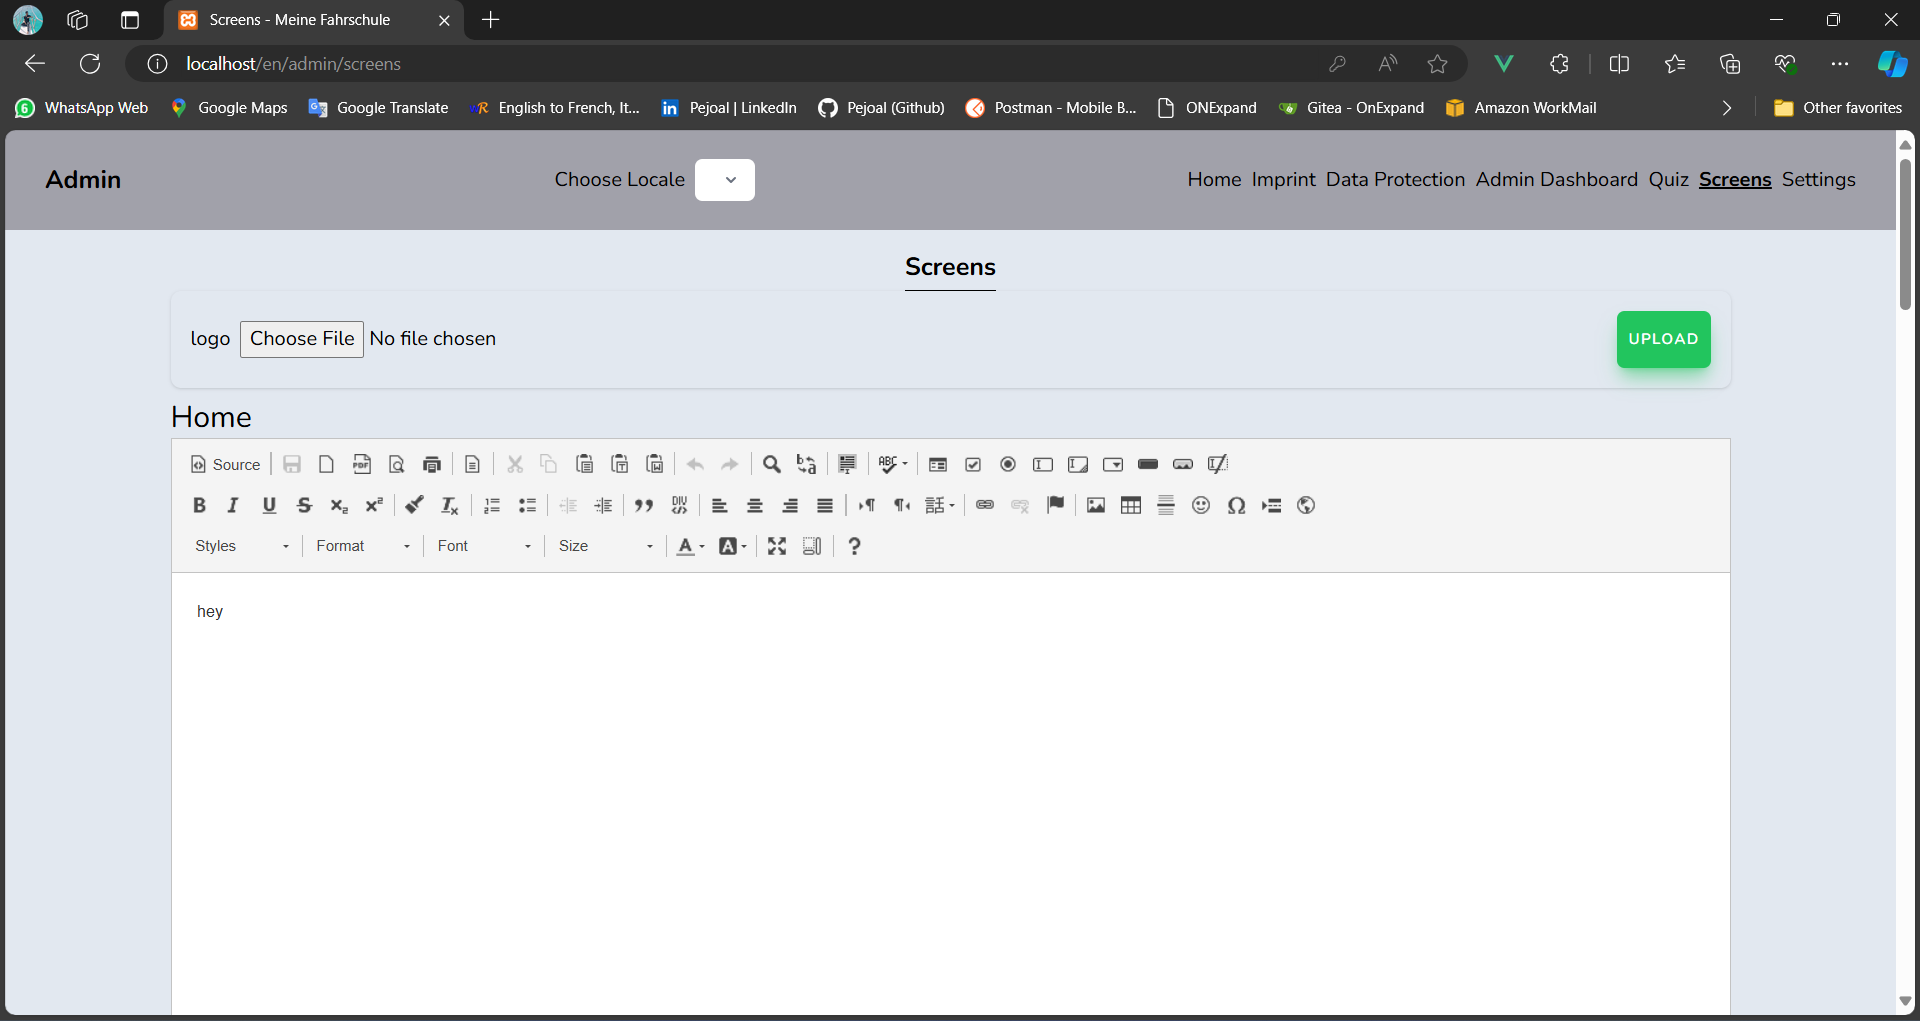 Screens - Meine Fahrschule
localhost/en/admin/screens
WhatsApp Web
Google Maps
Google Translate
English to French, It...
Pejoal | LinkedIn
Pejoal (Github)
Postman - Mobile B...
ONExpand
Gitea - OnExpand
Amazon WorkMail
Other favorites
Admin
Choose Locale
Home Imprint Data Protection Admin Dashboard Quiz Screens Settings
Screens
logo Choose File No file chosen
UPLOAD
Home
Source
Styles
Format
Font
Size
hey